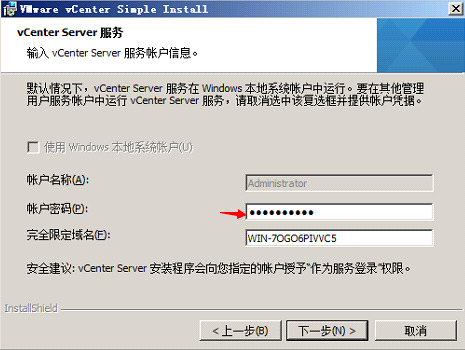 VMware vCenter Simple Install
vCenter Server 服务
输入 vCenter Server 服务帐户信息。
默认情况下，vCenter Server 服务在 Windows 本地系统帐户中运行。要在其他管理
用户服务帐户中运行 vCenter Server 服务，请取消选中该复选框并提供帐户凭据。
使用 Windows 本地系统帐户(U)
帐户名称(A):
Administrator
帐户密码(P):
●●●●●●●●●●
完全限定域名(F):
WIN-7OGO6PIVVC5
安全建议: vCenter Server 安装程序会向您指定的帐户授予“作为服务登录”权限。
InstallShield
< 上一步(B)
下一步(N) >
取消